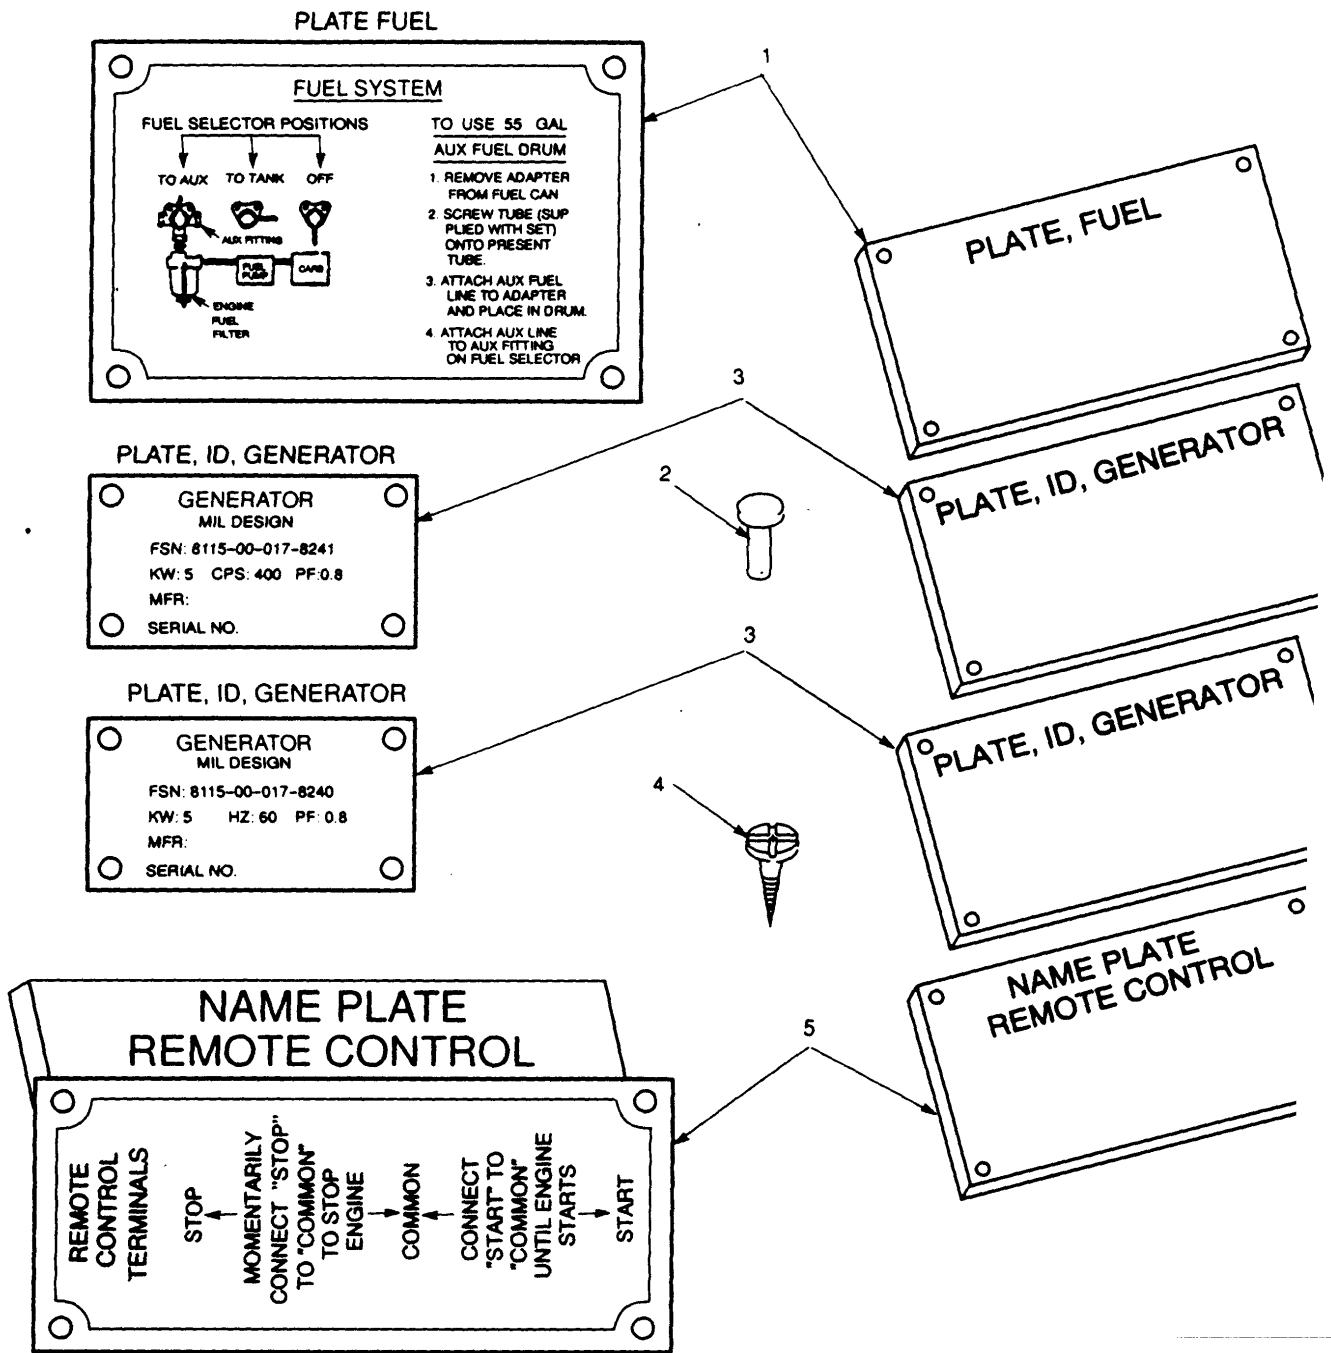 PLATE FUEL
1
FUEL SYSTEM
FUEL SELECTOR POSITIONS
TO AUX TO TANK OFF
AUX FITTING
FUEL
PUMP
CARB
ENGINE
FUEL
FILTER
TO USE 55 GAL
AUX FUEL DRUM
1. REMOVE ADAPTER
FROM FUEL CAN
2. SCREW TUBE (SUP
PLIED WITH SET)
ONTO PRESENT
TUBE.
3. ATTACH AUX FUEL
LINE TO ADAPTER
AND PLACE IN DRUM.
4. ATTACH AUX LINE
TO AUX FITTING
ON FUEL SELECTOR
PLATE, FUEL
3
PLATE, ID, GENERATOR
GENERATOR
MIL DESIGN
FSN: 6115-00-017-8241
KW: 5 CPS: 400 PF:0.8
MFR:
SERIAL NO.
2
PLATE, ID, GENERATOR
3
PLATE, ID, GENERATOR
GENERATOR
MIL DESIGN
FSN: 8115-00-017-8240
KW: 5 HZ: 60 PF: 0.8
MFR:
SERIAL NO.
4
PLATE, ID, GENERATOR
NAME PLATE
REMOTE CONTROL
5
NAME PLATE
REMOTE CONTROL
REMOTE
CONTROL
TERMINALS
STOP
MOMENTARILY
CONNECT "STOP"
TO "COMMON"
TO STOP
ENGINE
COMMON
CONNECT
"START" TO
"COMMON"
UNTIL ENGINE
STARTS
START